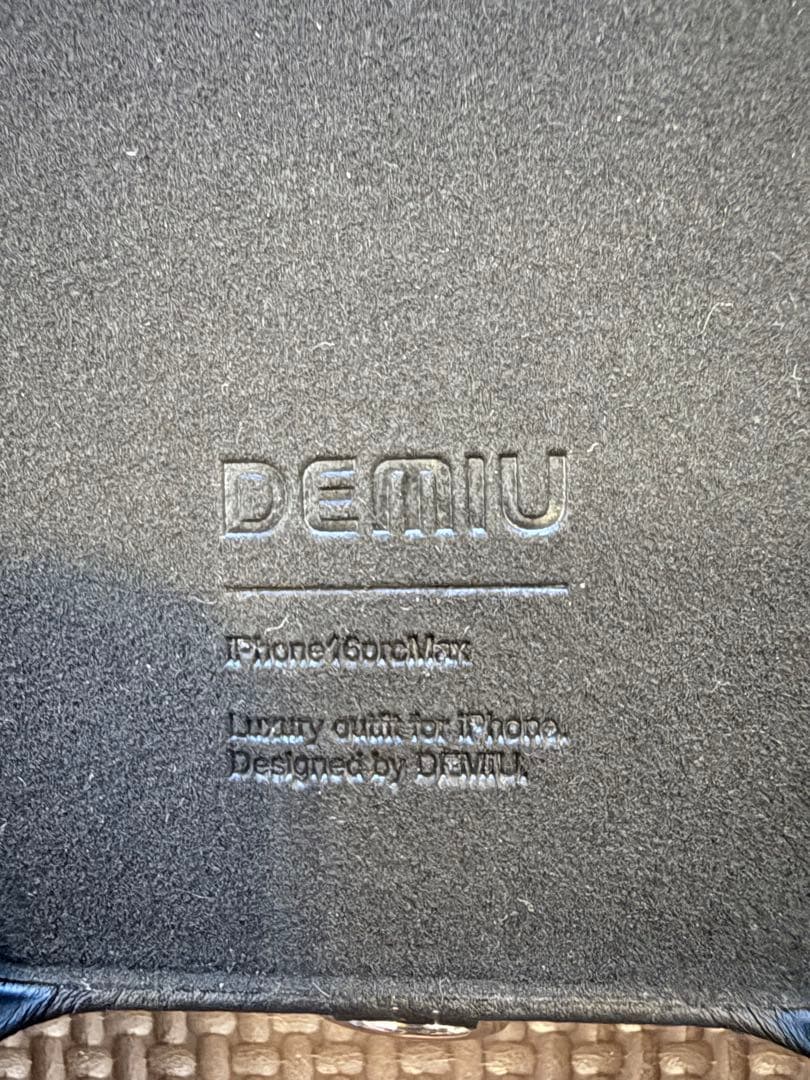 DEMIU
iPhone16proMax
Luxury outfit for iPhone.
Designed by DEMIU.